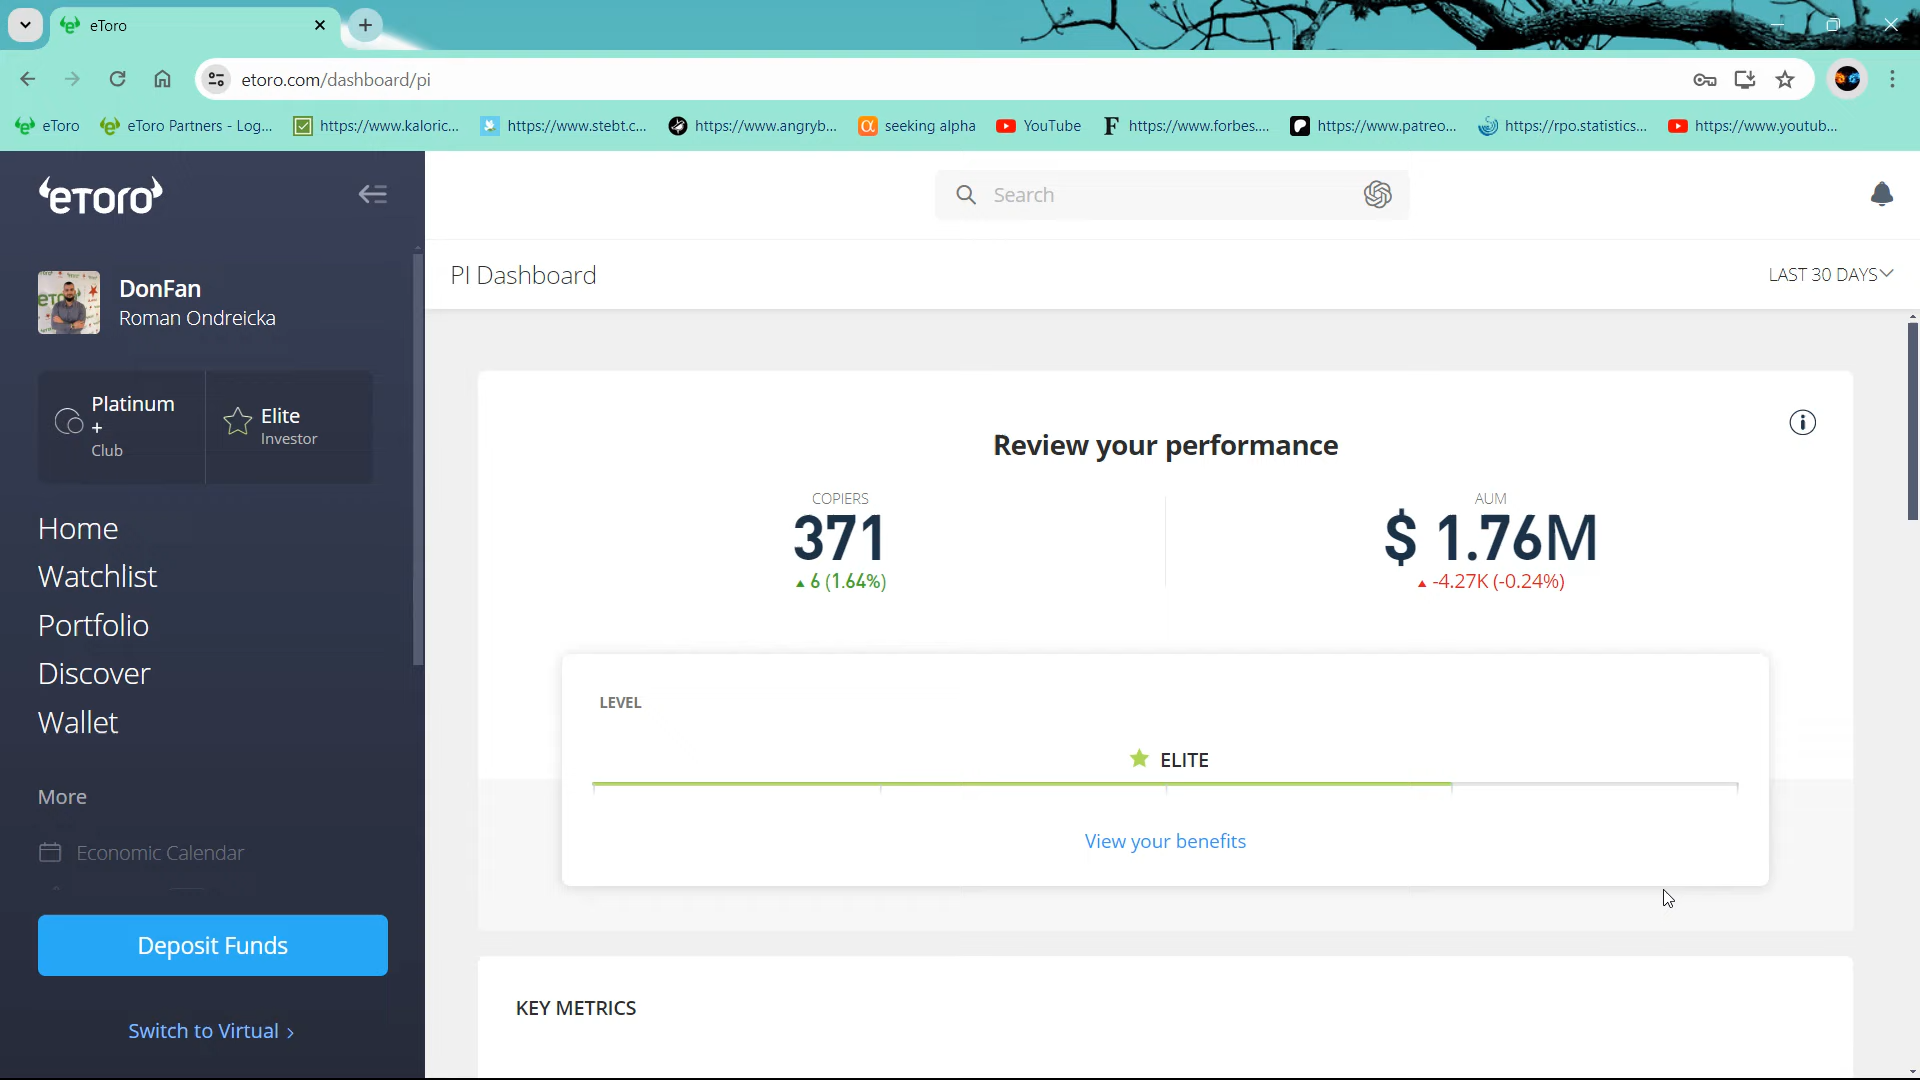 eToro
etoro.com/dashboard/pi
eToro
eToro Partners - Log...
https://www.kaloric...
https://www.stebt.c...
https://www.angryb...
seeking alpha
YouTube
https://www.forbes....
https://www.patreo...
https://rpo.statistics...
https://www.youtub...
eToro
Search
DonFan
Roman Ondreicka
Platinum
+
Club
Elite
Investor
Home
Watchlist
Portfolio
Discover
Wallet
More
Economic Calendar
Deposit Funds
Switch to Virtual >
PI Dashboard
LAST 30 DAYS
Review your performance
COPIERS
371
▲ 6 (1.64%)
AUM
$ 1.76M
▲ -4.27K (-0.24%)
LEVEL
ELITE
View your benefits
KEY METRICS